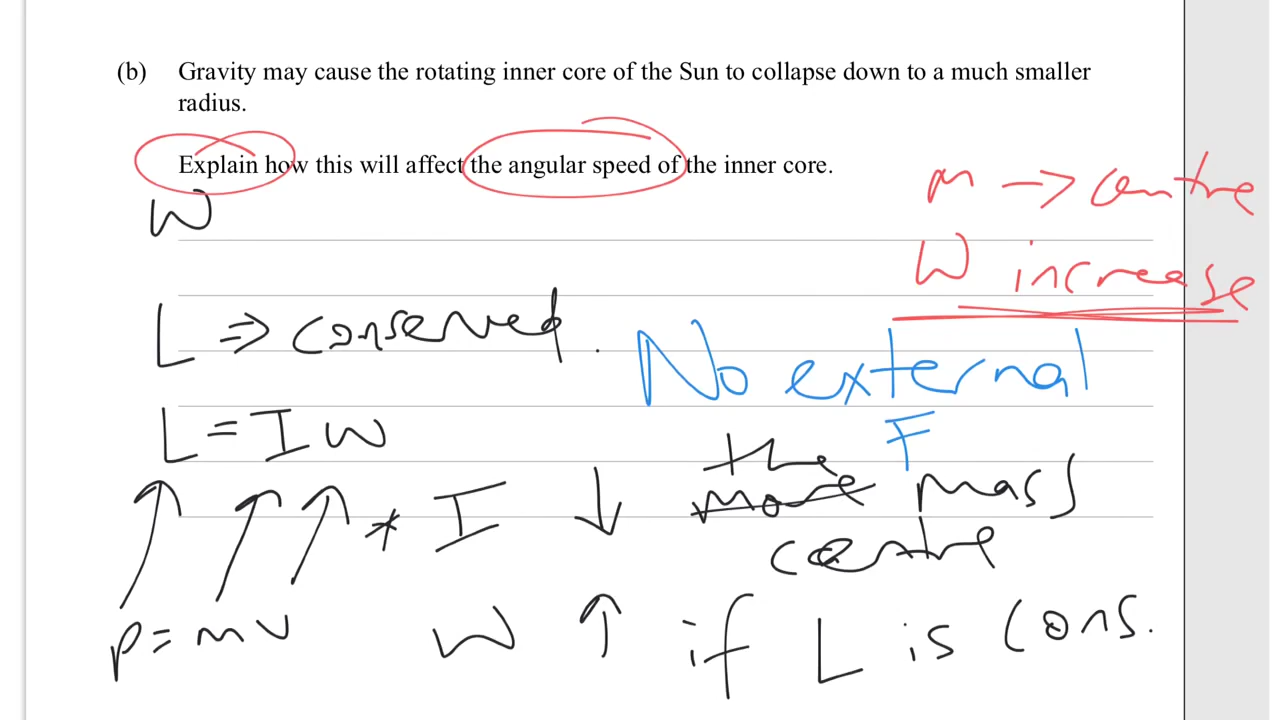 (b) Gravity may cause the rotating inner core of the Sun to collapse down to a much smaller
radius.
Explain how this will affect the angular speed of the inner core.
m → centre
W
W increase
L ⇒ conserved.
No external
F
L = I W
the
* I ↓ more mass
centre
p = mv
W ↑ if L is cons.